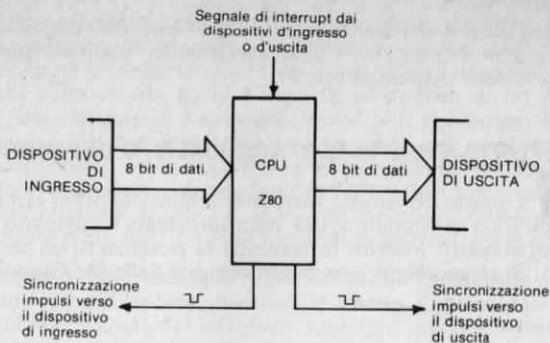 Segnale di interrupt dai
dispositivi d'ingresso
o d'uscita
DISPOSITIVO
DI
INGRESSO
8 bit di dati
CPU
Z80
8 bit di dati
DISPOSITIVO
DI USCITA
Sincronizzazione
impulsi verso
il dispositivo
di ingresso
Sincronizzazione
impulsi verso
il dispositivo
di uscita